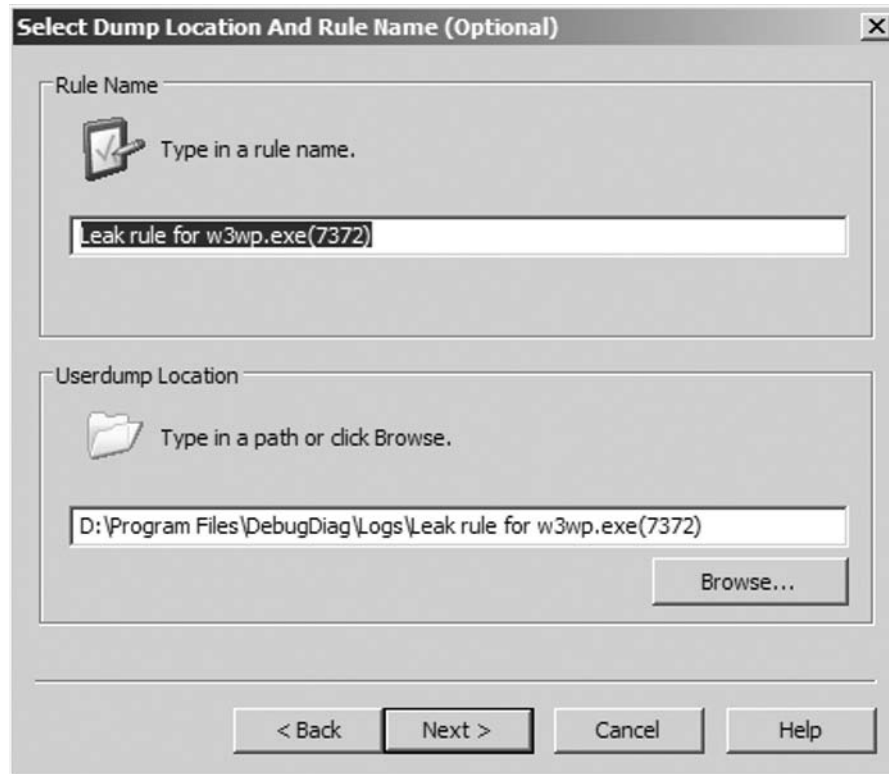 Select Dump Location And Rule Name (Optional)
Rule Name
Type in a rule name.
Leak rule for w3wp.exe(7372)
Userdump Location
Type in a path or click Browse.
D:\Program Files\DebugDiag\Logs\Leak rule for w3wp.exe(7372)
Browse...
< Back
Next >
Cancel
Help